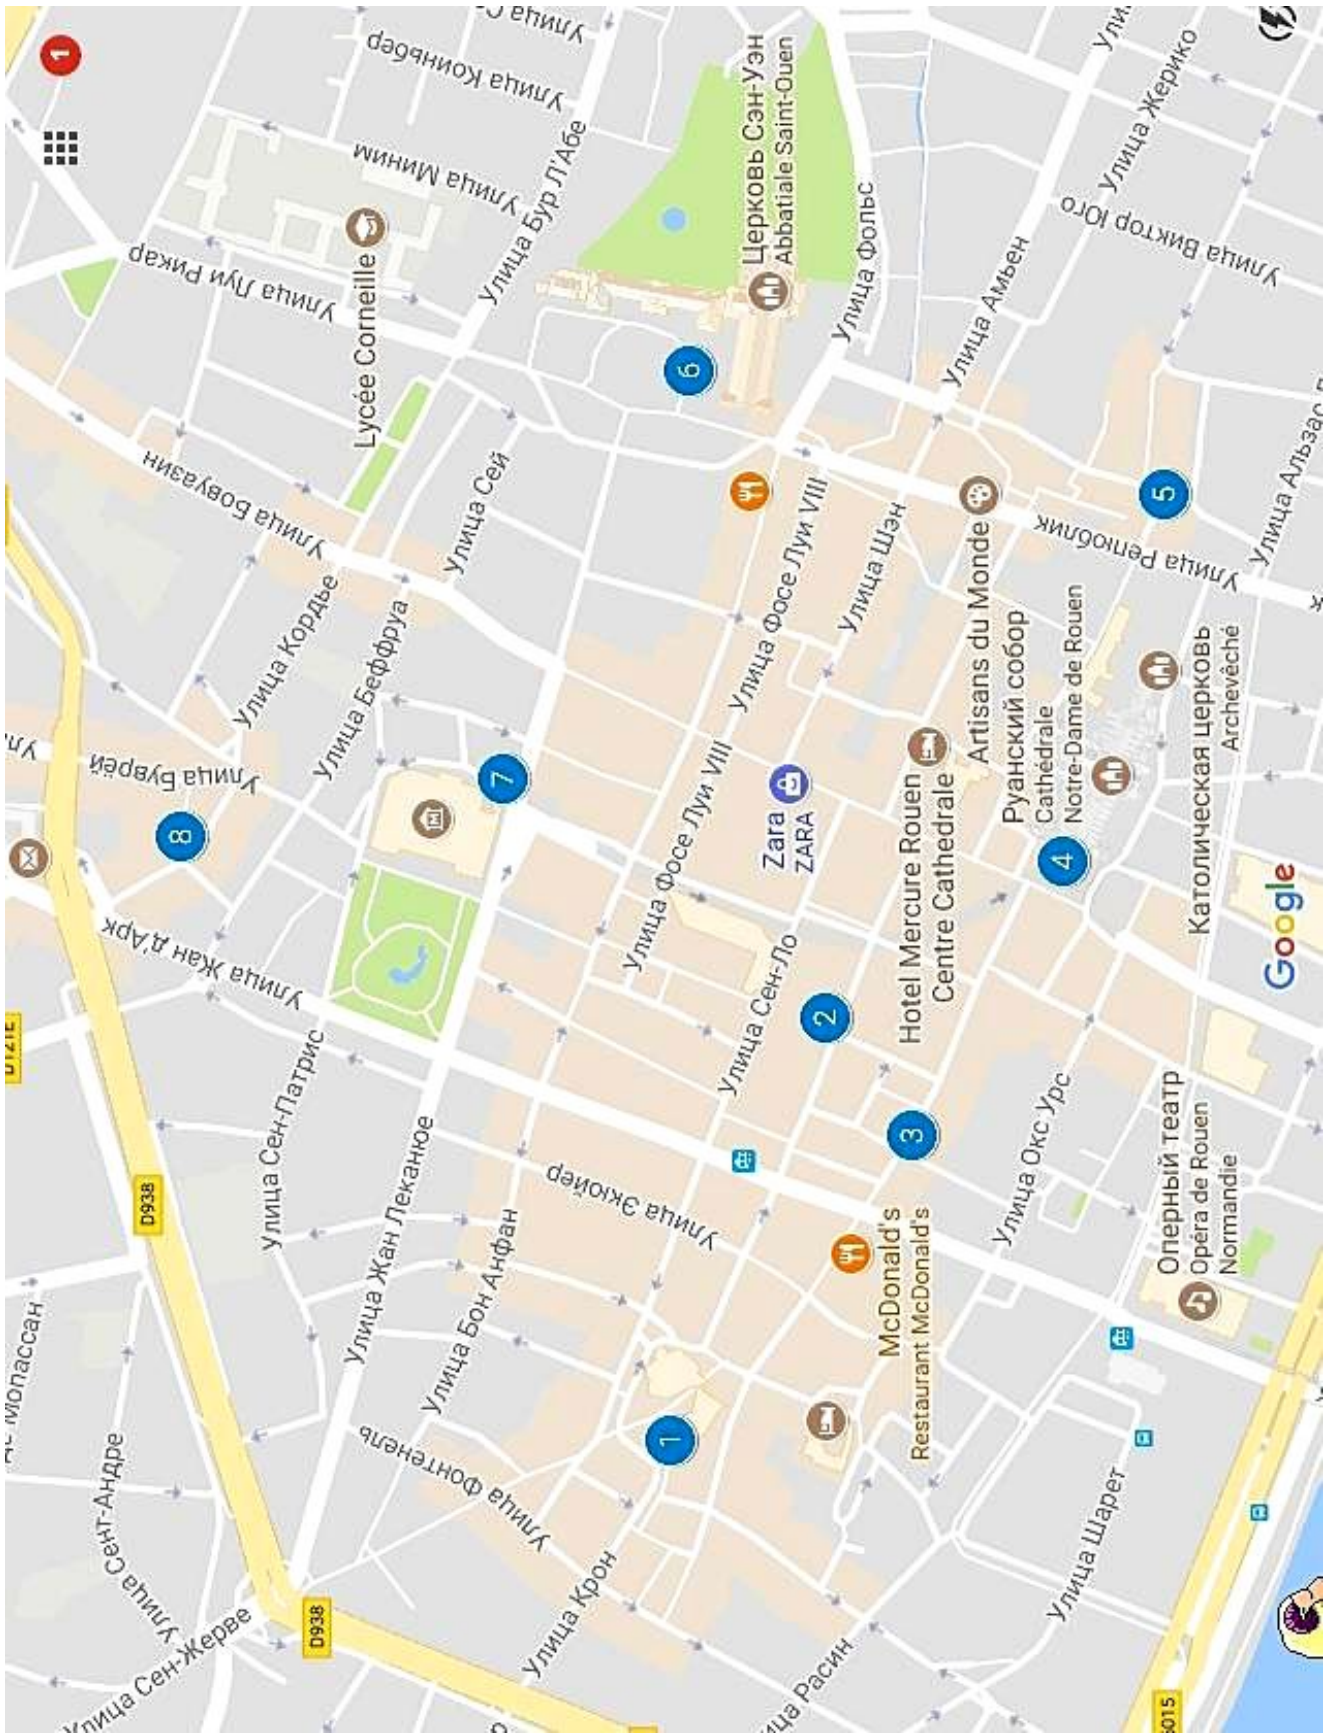 1
Улица Коиньбер
Улица Миним
Улица Бур Л'Абе
Улица Луи Рикар
Lycée Corneille
Церковь Сэн-Уэн
Abbatiale Saint-Ouen
Улица Фольс
Улица Жерико
Улица Виктор Юго
Улица Амьен
6
Улица Бовуазин
Улица Сей
Улица Кордье
Улица Беффруа
Улица Буврёй
8
7
Улица Фосе Луи VIII
Улица Фосе Луи VIII
Улица Шэн
Artisans du Monde
Улица Репюблик
5
Улица Альзас
Руанский собор
Cathédrale
Notre-Dame de Rouen
Католическая церковь
Archevêché
Zara
ZARA
Hotel Mercure Rouen
Centre Cathedrale
4
Google
Улица Жан д'Арк
Улица Сен-Патрис
Улица Жан Леканюе
Улица Бон Анфан
Улица Экюйер
Улица Сен-Ло
2
3
Улица Окс Урс
Оперный театр
Opéra de Rouen
Normandie
McDonald's
Restaurant McDonald's
1
D938
D938
Мопассан
Улица Сент-Андре
Улица Сен-Жерве
Улица Фонтенель
Улица Крон
Улица Шарет
Расин